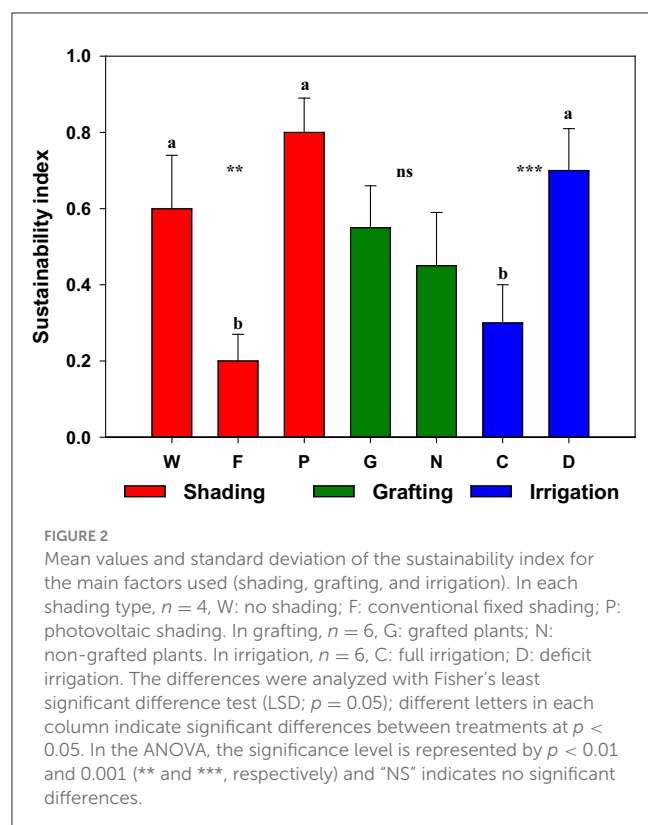 1.0
a
a
a
0.8
**
ns
***
0.6
Sustainability index
0.4
b
b
0.2
0.0
W F P G N C D
Shading Grafting Irrigation
FIGURE 2
Mean values and standard deviation of the sustainability index for
the main factors used (shading, grafting, and irrigation). In each
shading type, n = 4, W: no shading; F: conventional fixed shading; P:
photovoltaic shading. In grafting, n = 6, G: grafted plants; N:
non-grafted plants. In irrigation, n = 6, C: full irrigation; D: deficit
irrigation. The differences were analyzed with Fisher's least
significant difference test (LSD; p = 0.05); different letters in each
column indicate significant differences between treatments at p <
0.05. In the ANOVA, the significance level is represented by p < 0.01
and 0.001 (** and ***, respectively) and "NS" indicates no significant
differences.